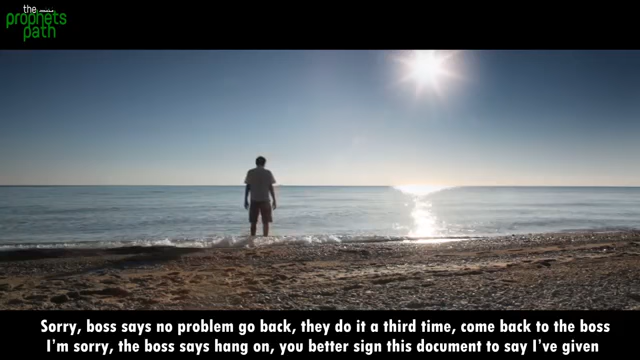 the
prophets
path
Sorry, boss says no problem go back, they do it a third time, come back to the boss
I'm sorry, the boss says hang on, you better sign this document to say I've given